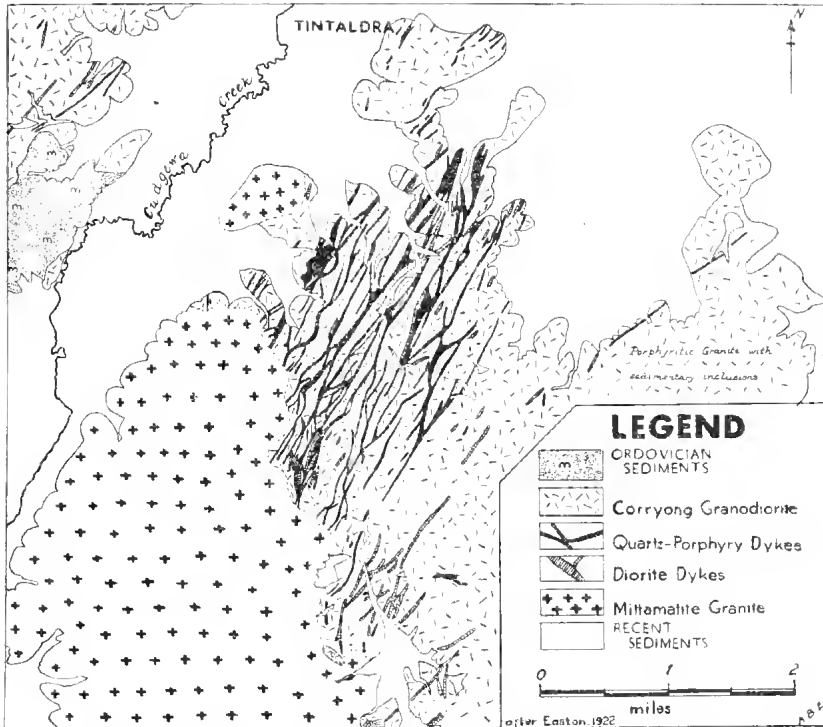 TINTALDRA
N
Cudgewa Creek
m
m
m
m
Porphyritic Granite with
sedimentary inclusions
LEGEND
m
ORDOVICIAN
SEDIMENTS
Corryong Granodiorite
Quartz-Porphyry Dykes
Diorite Dykes
Mittamatite Granite
RECENT
SEDIMENTS
0 1 2
miles
after Easton. 1922